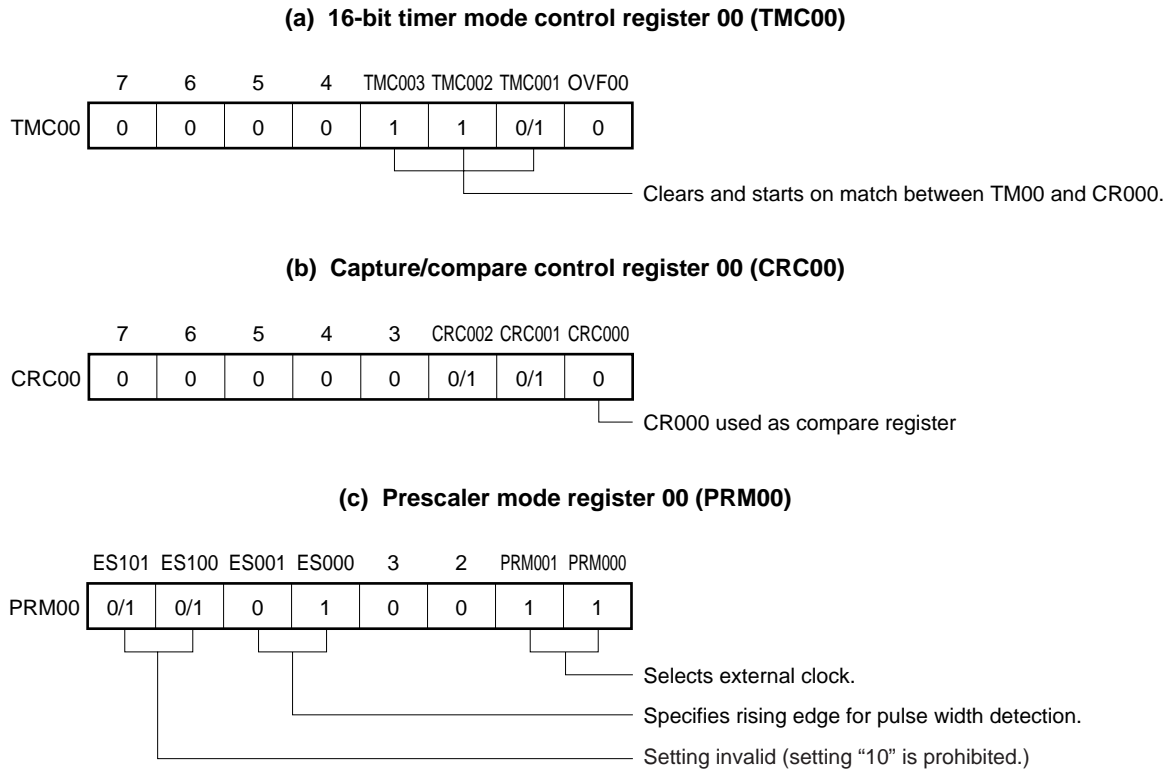 (a) 16-bit timer mode control register 00 (TMC00)
7 6 5 4 TMC003 TMC002 TMC001 OVF00
TMC00 0 0 0 0 1 1 0/1 0
Clears and starts on match between TM00 and CR000.
(b) Capture/compare control register 00 (CRC00)
7 6 5 4 3 CRC002 CRC001 CRC000
CRC00 0 0 0 0 0 0/1 0/1 0
CR000 used as compare register
(c) Prescaler mode register 00 (PRM00)
ES101 ES100 ES001 ES000 3 2 PRM001 PRM000
PRM00 0/1 0/1 0 1 0 0 1 1
Selects external clock.
Specifies rising edge for pulse width detection.
Setting invalid (setting “10” is prohibited.)